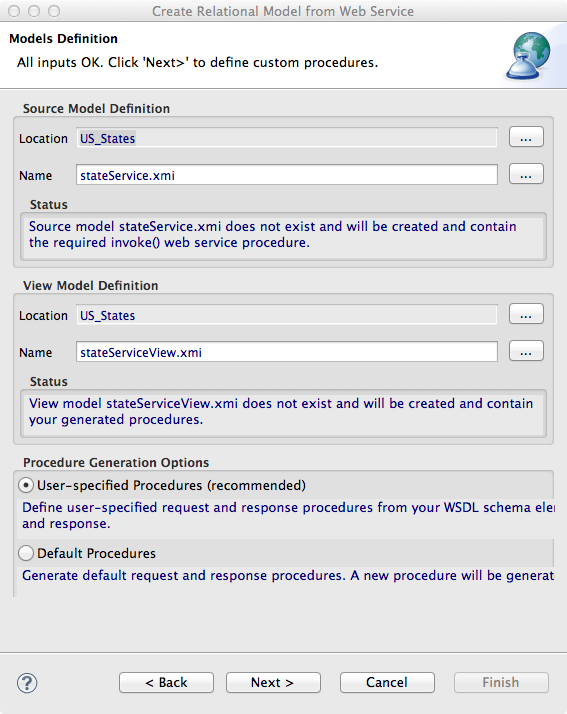 Create Relational Model from Web Service
Models Definition
All inputs OK. Click 'Next>' to define custom procedures.
Source Model Definition
Location US_States ...
Name stateService.xmi ...
Status
Source model stateService.xmi does not exist and will be created and contain
the required invoke() web service procedure.
View Model Definition
Location US_States ...
Name stateServiceView.xmi ...
Status
View model stateServiceView.xmi does not exist and will be created and contain
your generated procedures.
Procedure Generation Options
User-specified Procedures (recommended)
Define user-specified request and response procedures from your WSDL schema ele
and response.
Default Procedures
Generate default request and response procedures. A new procedure will be generat
? < Back Next > Cancel Finish